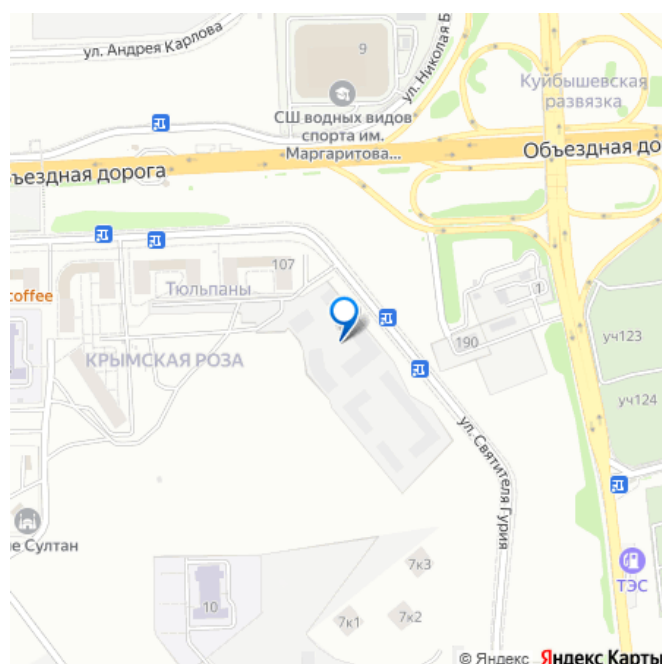 ул. Андрея Карлова
9
ул. Николая Б
СШ водных видов
спорта им.
Маргаритова...
Куйбышевская
развязка
Объездная до
ъездная дорога
107
Тюльпаны
coffee
1
190
уч123
КРЫМСКАЯ РОЗА
уч124
ул. Святителя Гурия
е Султан
ТЭС
7к3
10
7к1
7к2
© Яндекс Яндекс Карты